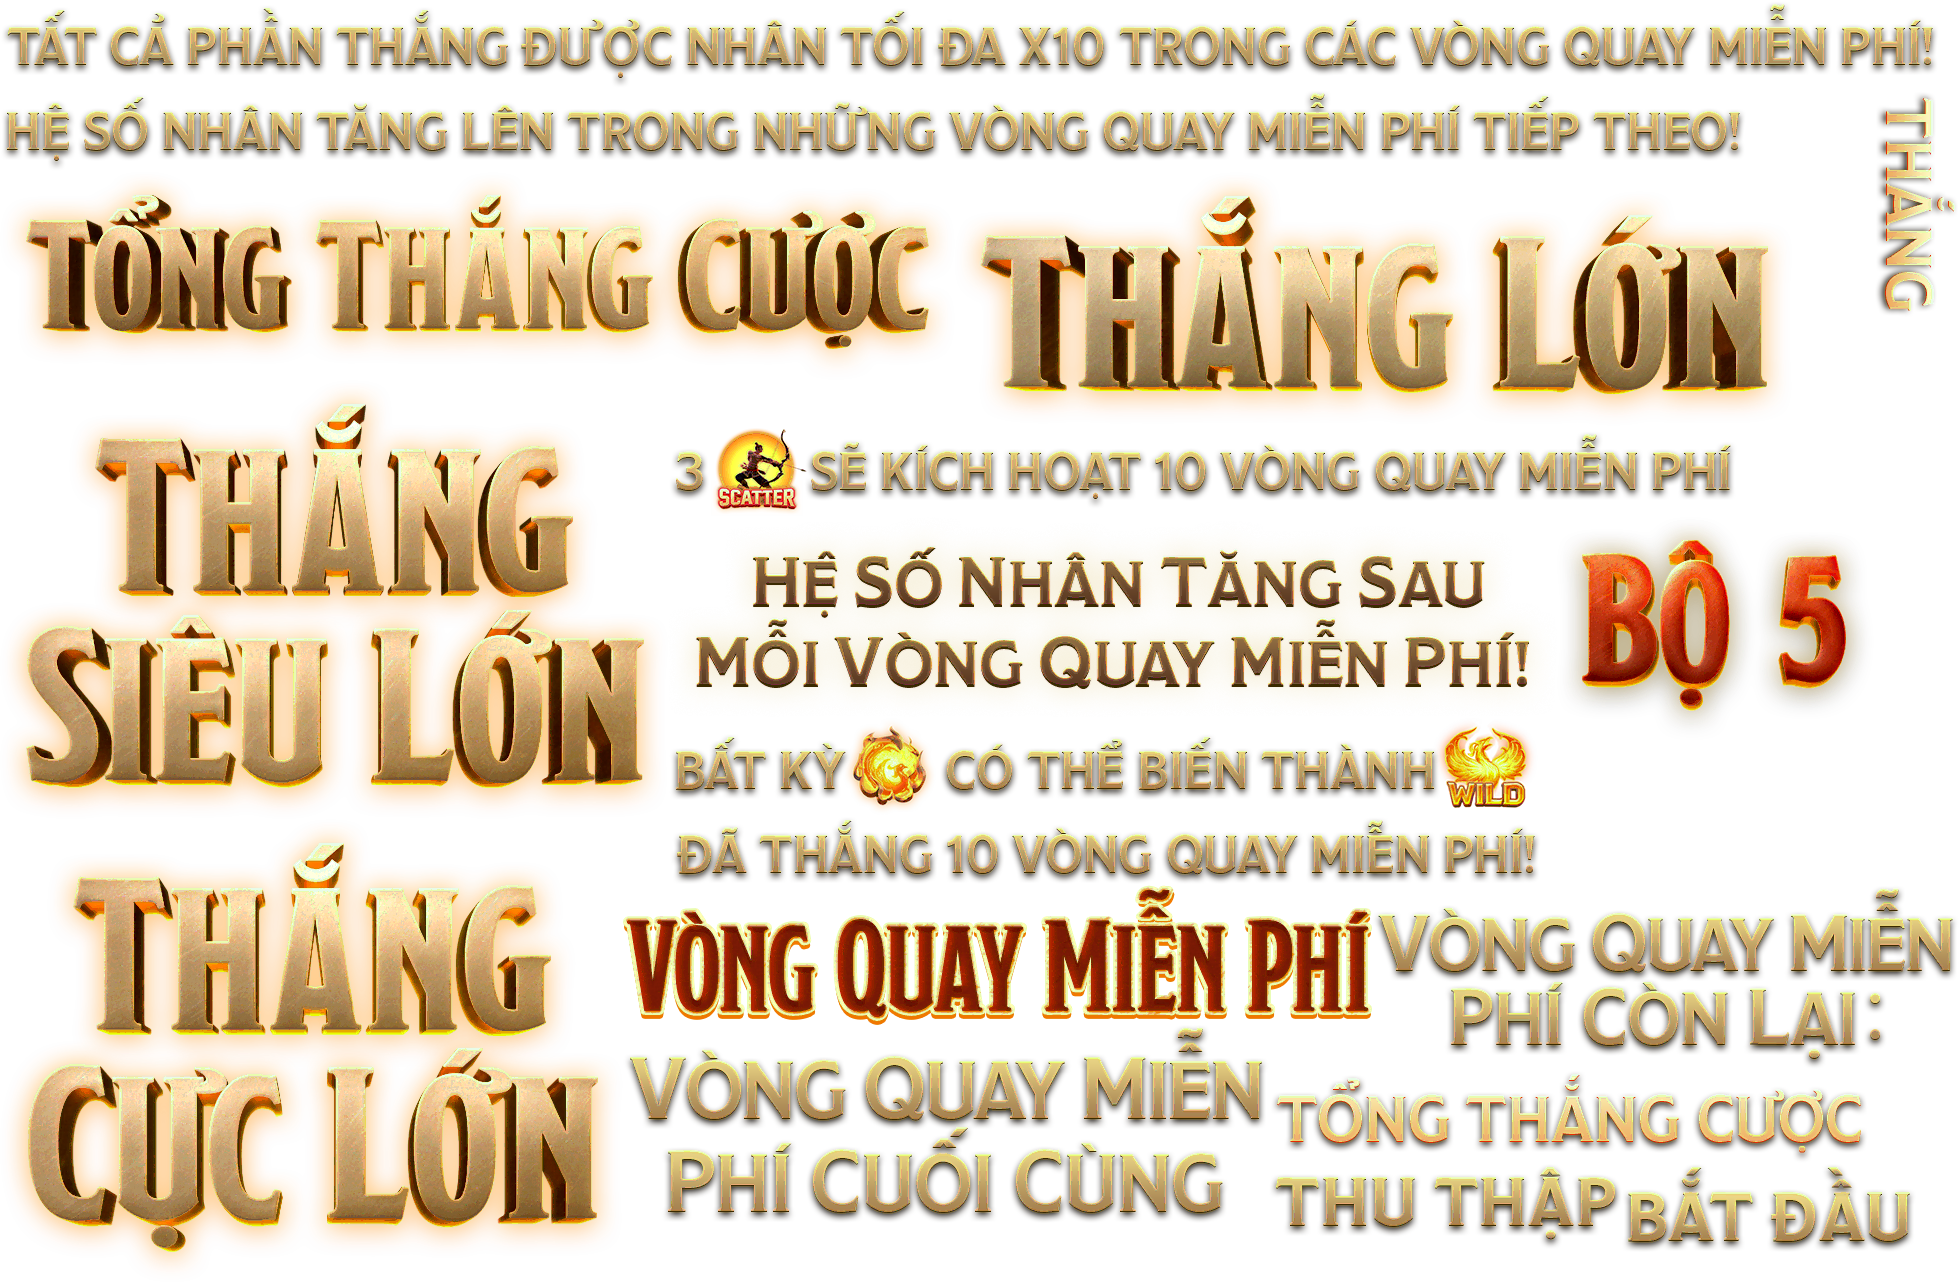 TẤT CẢ PHẦN THẮNG ĐƯỢC NHÂN TỐI ĐA X10 TRONG CÁC VÒNG QUAY MIỄN PHÍ!
HỆ SỐ NHÂN TĂNG LÊN TRONG NHỮNG VÒNG QUAY MIỄN PHÍ TIẾP THEO!
THẮNG
TỔNG THẮNG CƯỢC
THẮNG LỚN
THẮNG
SIÊU LỚN
3 SCATTER SẼ KÍCH HOẠT 10 VÒNG QUAY MIỄN PHÍ
HỆ SỐ NHÂN TĂNG SAU
MỖI VÒNG QUAY MIỄN PHÍ!
BỘ 5
BẤT KỲ CÓ THỂ BIẾN THÀNH WILD
ĐÃ THẮNG 10 VÒNG QUAY MIỄN PHÍ!
THẮNG
CỰC LỚN
VÒNG QUAY MIỄN PHÍ
VÒNG QUAY MIỄN
PHÍ CÒN LẠI:
VÒNG QUAY MIỄN
PHÍ CUỐI CÙNG
TỔNG THẮNG CƯỢC
THU THẬP
BẮT ĐẦU